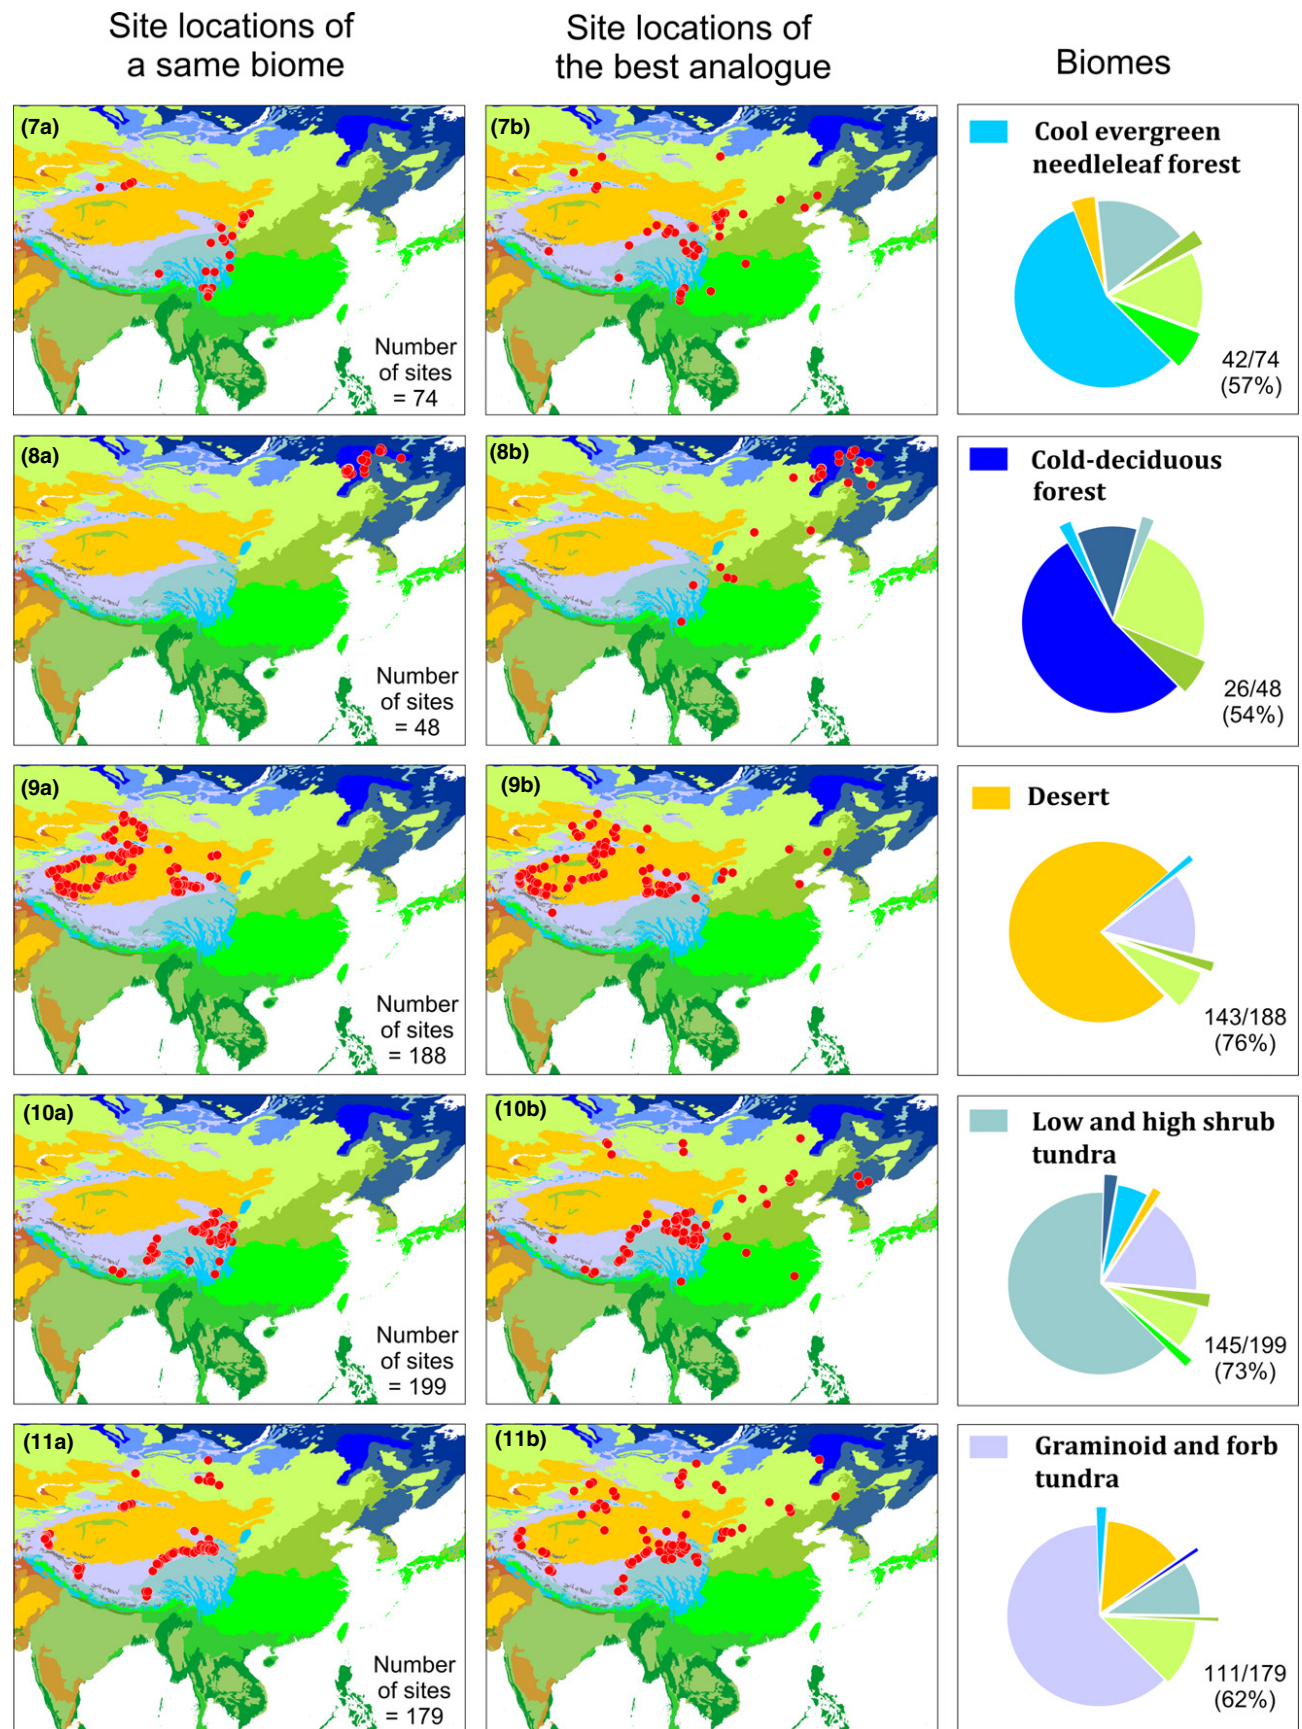 Site locations of
a same biome
Site locations of
the best analogue
Biomes
(7a)
Number
of sites
= 74
(7b)
Cool evergreen
needleleaf forest
42/74
(57%)
(8a)
Number
of sites
= 48
(8b)
Cold-deciduous
forest
26/48
(54%)
(9a)
Number
of sites
= 188
(9b)
Desert
143/188
(76%)
(10a)
Number
of sites
= 199
(10b)
Low and high shrub
tundra
145/199
(73%)
(11a)
Number
of sites
= 179
(11b)
Graminoid and forb
tundra
111/179
(62%)